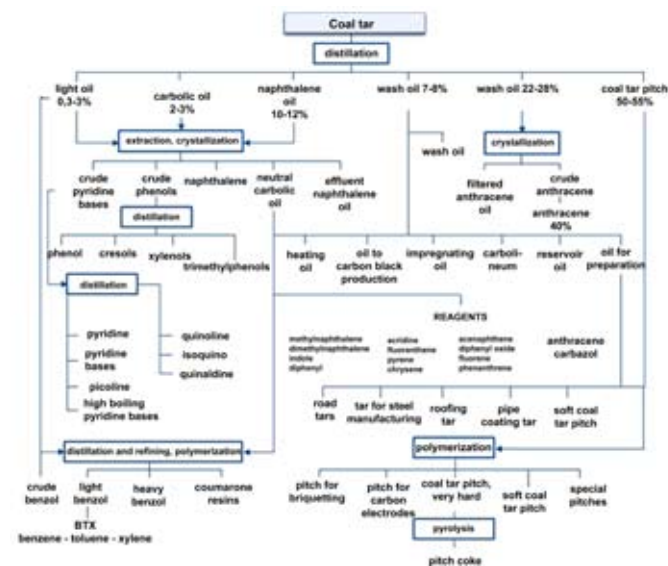 Coal tar
distillation
light oil
0,3-3%
carbolic oil
2-3%
naphthalene
oil
10-12%
wash oil 7-8%
wash oil 22-28%
coal tar pitch
50-55%
extraction, crystallization
crystallization
wash oil
crude
pyridine
bases
crude
phenols
naphthalene
neutral
carbolic
oil
effluent
naphthalene
oil
filtered
anthracene
oil
crude
anthracene
anthracene
40%
distillation
phenol
cresols
xylenols
trimethylphenols
heating
oil
oil to
carbon black
production
impregnating
oil
carboli-
neum
reservoir
oil
oil for
preparation
distillation
REAGENTS
pyridine
pyridine
bases
picoline
high boiling
pyridine bases
quinoline
isoquino
quinaldine
methylnaphthalene
dimethylnaphthalene
indole
diphenyl
acridine
fluoranthene
pyrene
chrysene
acenaphthene
diphenyl oxide
fluorene
phenanthrene
anthracene
carbazol
road
tars
tar for steel
manufacturing
roofing
tar
pipe
coating tar
soft coal
tar pitch
distillation and refining, polymerization
polymerization
crude
benzol
light
benzol
heavy
benzol
coumarone
resins
BTX
benzene - toluene - xylene
pitch for
briquetting
pitch for
carbon
electrodes
coal tar pitch,
very hard
soft coal
tar pitch
special
pitches
pyrolysis
pitch coke